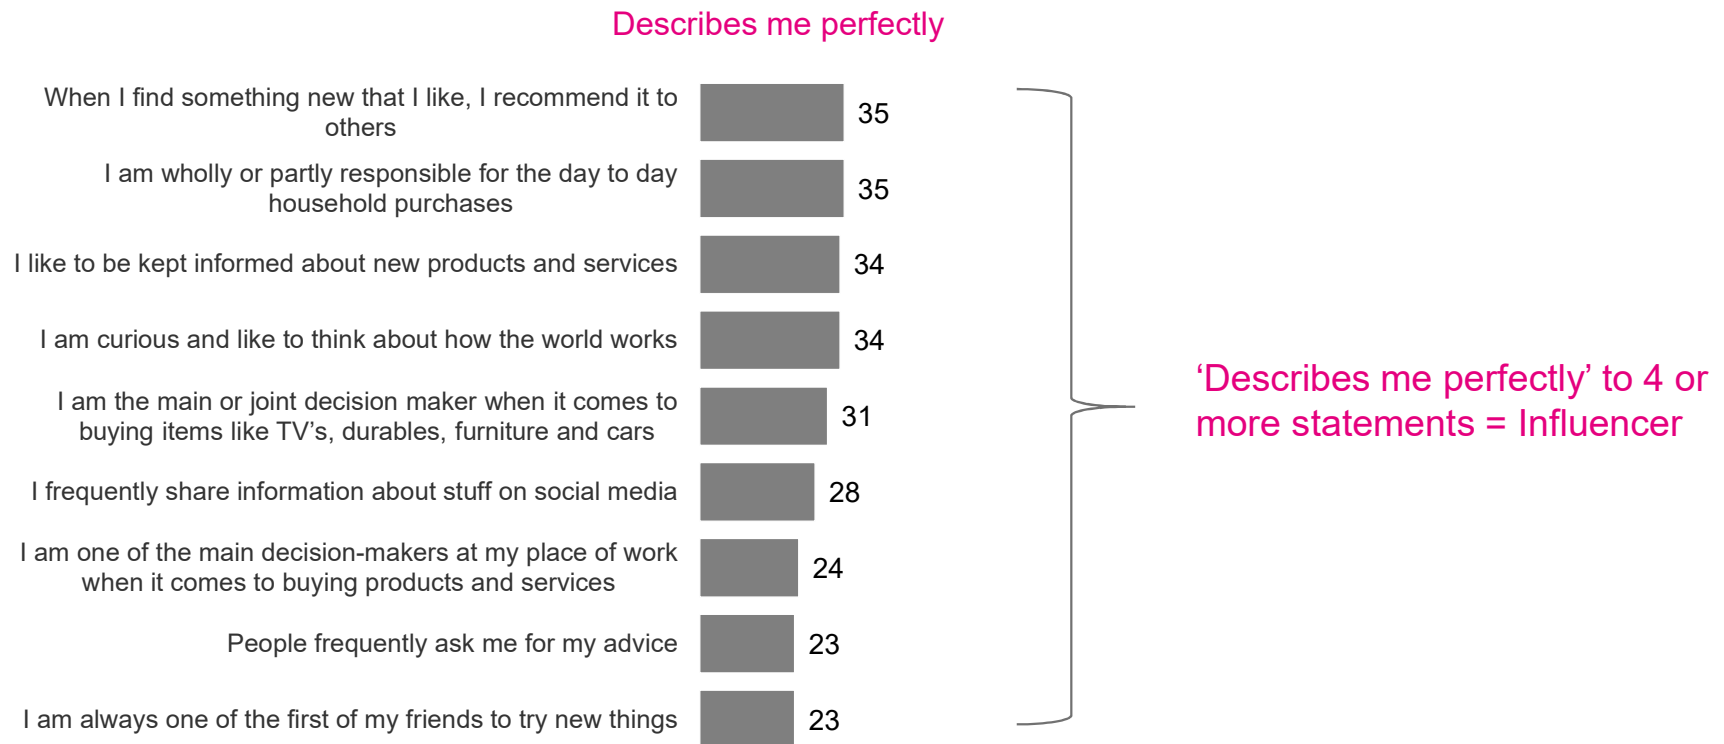 Describes me perfectly
When I find something new that I like, I recommend it to
others
35
I am wholly or partly responsible for the day to day
household purchases
35
I like to be kept informed about new products and services
34
I am curious and like to think about how the world works
34
I am the main or joint decision maker when it comes to
buying items like TV’s, durables, furniture and cars
31
I frequently share information about stuff on social media
28
I am one of the main decision-makers at my place of work
when it comes to buying products and services
24
People frequently ask me for my advice
23
I am always one of the first of my friends to try new things
23
‘Describes me perfectly’ to 4 or
more statements = Influencer